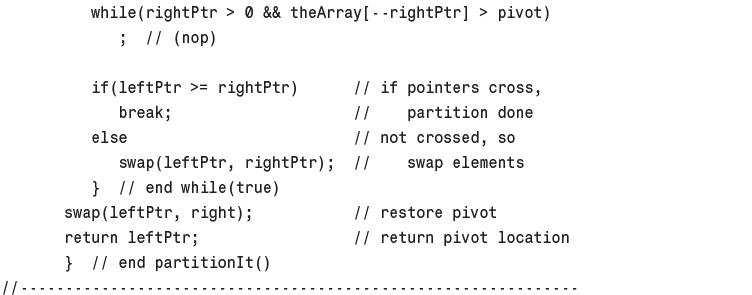 while(rightPtr > 0 && theArray[--rightPtr] > pivot)
; // (nop)
if(leftPtr >= rightPtr) // if pointers cross,
break; // partition done
else // not crossed, so
swap(leftPtr, rightPtr); // swap elements
} // end while(true)
swap(leftPtr, right); // restore pivot
return leftPtr; // return pivot location
} // end partitionIt()
//--------------------------------------------------------------